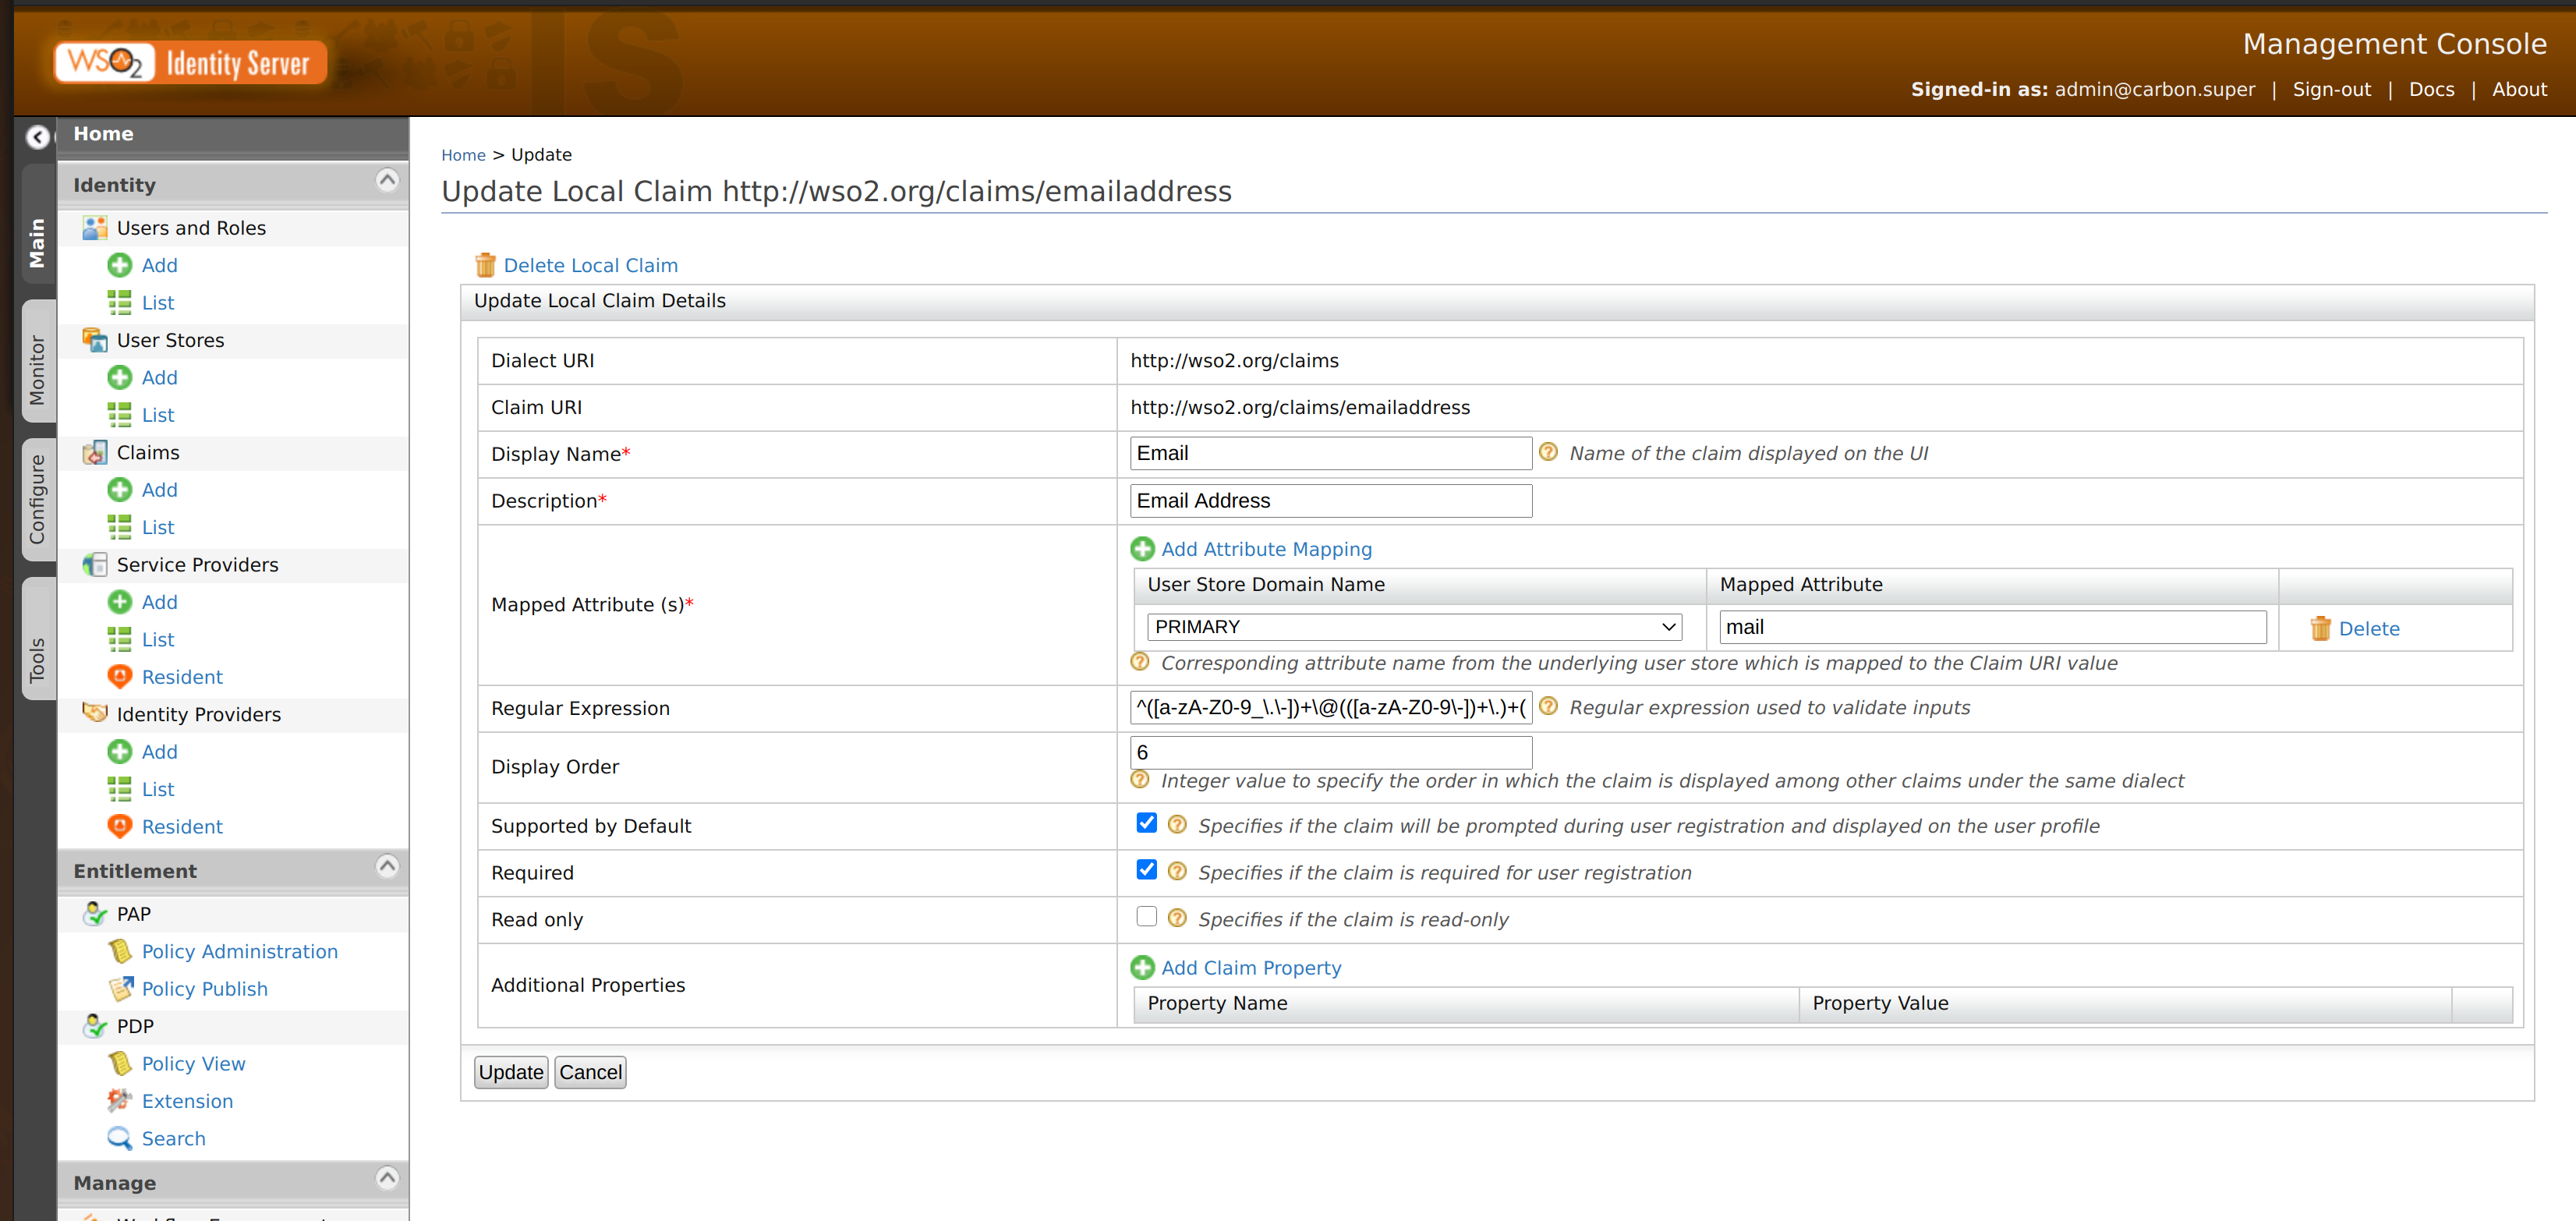 WSO2 Identity Server
Management Console
Signed-in as: admin@carbon.super | Sign-out | Docs | About
Main
Monitor
Configure
Tools
Home
Identity
Users and Roles
Add
List
User Stores
Add
List
Claims
Add
List
Service Providers
Add
List
Resident
Identity Providers
Add
List
Resident
Entitlement
PAP
Policy Administration
Policy Publish
PDP
Policy View
Extension
Search
Manage
Home > Update
Update Local Claim http://wso2.org/claims/emailaddress
Delete Local Claim
Update Local Claim Details
Dialect URI http://wso2.org/claims
Claim URI http://wso2.org/claims/emailaddress
Display Name* Email Name of the claim displayed on the UI
Description* Email Address
Mapped Attribute (s)*
Add Attribute Mapping
User Store Domain Name Mapped Attribute
PRIMARY mail Delete
Corresponding attribute name from the underlying user store which is mapped to the Claim URI value
Regular Expression ^([a-zA-Z0-9_\.\-])+\@(([a-zA-Z0-9\-])+\.)+( Regular expression used to validate inputs
Display Order 6
Integer value to specify the order in which the claim is displayed among other claims under the same dialect
Supported by Default Specifies if the claim will be prompted during user registration and displayed on the user profile
Required Specifies if the claim is required for user registration
Read only Specifies if the claim is read-only
Additional Properties
Add Claim Property
Property Name Property Value
Update Cancel